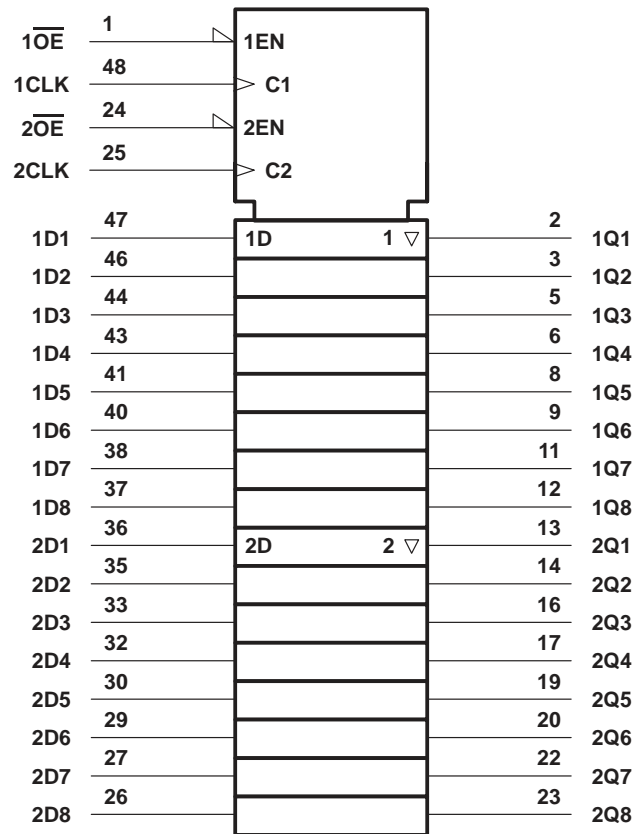 1O̅E̅ 1 1EN
1CLK 48 C1
2O̅E̅ 24 2EN
2CLK 25 C2
1D1 47 1D 1 ▽ 2 1Q1
1D2 46 3 1Q2
1D3 44 5 1Q3
1D4 43 6 1Q4
1D5 41 8 1Q5
1D6 40 9 1Q6
1D7 38 11 1Q7
1D8 37 12 1Q8
2D1 36 2D 2 ▽ 13 2Q1
2D2 35 14 2Q2
2D3 33 16 2Q3
2D4 32 17 2Q4
2D5 30 19 2Q5
2D6 29 20 2Q6
2D7 27 22 2Q7
2D8 26 23 2Q8